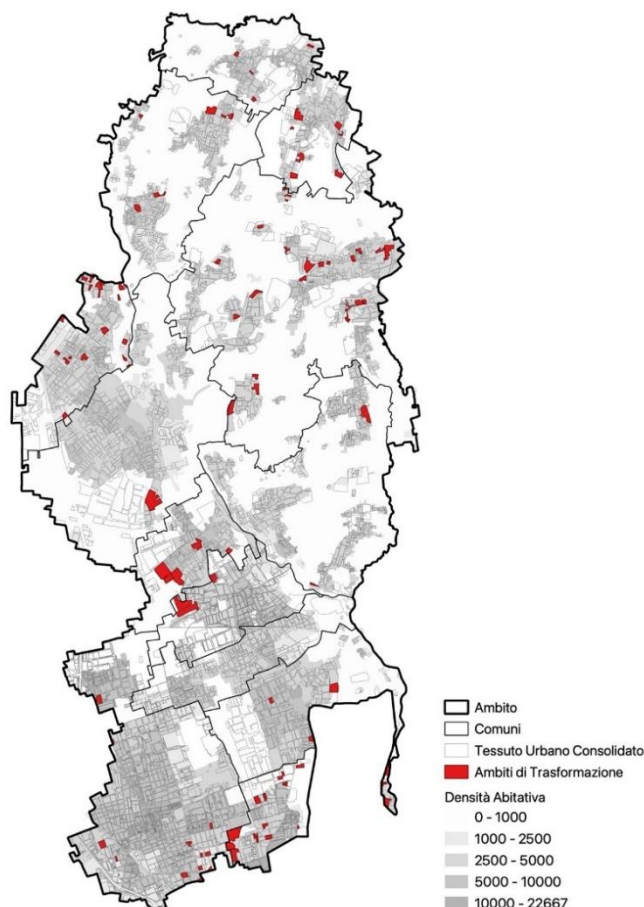 Ambito
Comuni
Tessuto Urbano Consolidato
Ambiti di Trasformazione
Densità Abitativa
0 - 1000
1000 - 2500
2500 - 5000
5000 - 10000
10000 - 22667